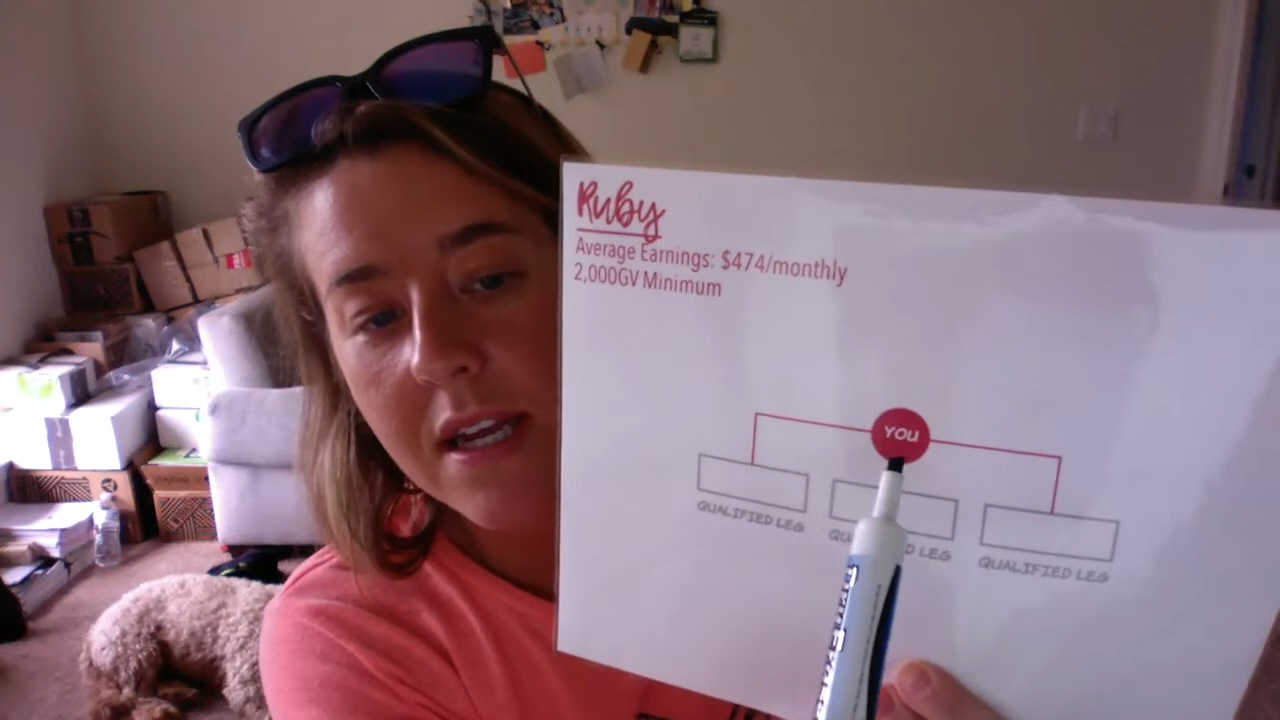 Ruby
Average Earnings: $474/monthly
2,000GV Minimum
YOU
QUALIFIED LEG
QUALIFIED LEG